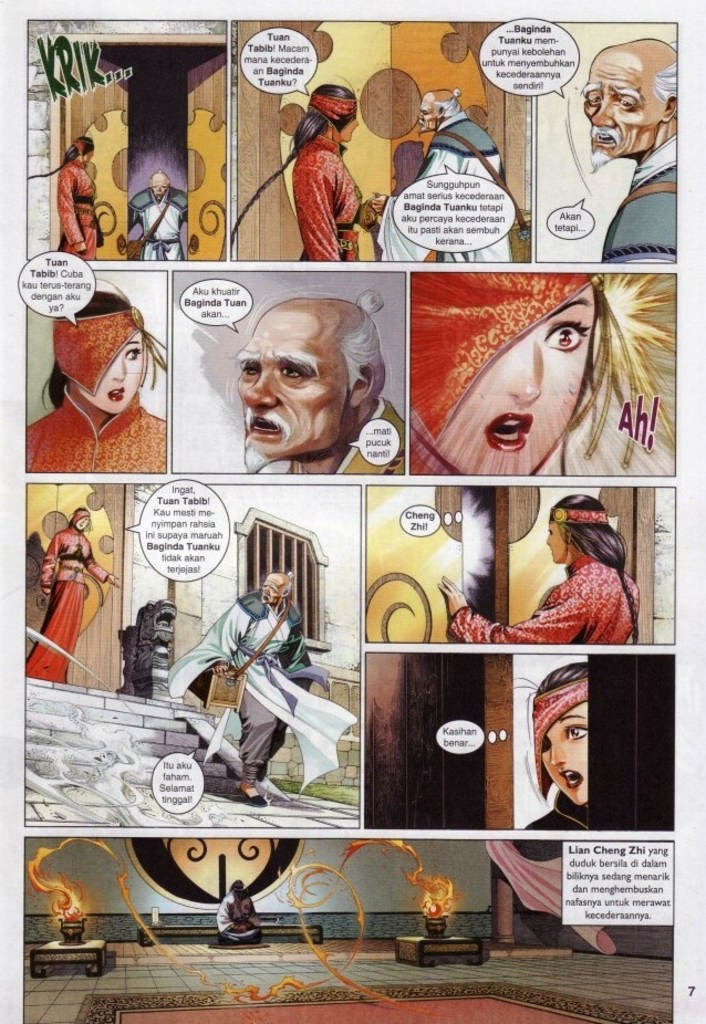 KRIK...
Tuan
Tabib! Macam
mana kecedera-
an Baginda
Tuanku?
Sungguhpun
amat serius kecederaan
Baginda Tuanku tetapi
aku percaya kecederaan
itu pasti akan sembuh
kerana...
...Baginda
Tuanku mem-
punyai kebolehan
untuk menyembuhkan
kecederaannya
sendiri!
Akan
tetapi...
Tuan
Tabib! Cuba
kau terus-terang
dengan aku
ya?
Aku khuatir
Baginda Tuan
akan...
...mati
pucuk
nanti!
Ah!
Ingat,
Tuan Tabib!
Kau mesti me-
nyimpan rahsia
ini supaya maruah
Baginda Tuanku
tidak akan
terjejas!
Itu aku
faham.
Selamat
tinggal!
Cheng
Zhi!
Kasihan
benar...
Lian Cheng Zhi yang
duduk bersila di dalam
biliknya sedang menarik
dan menghembuskan
nafasnya untuk merawat
kecederaannya.
7